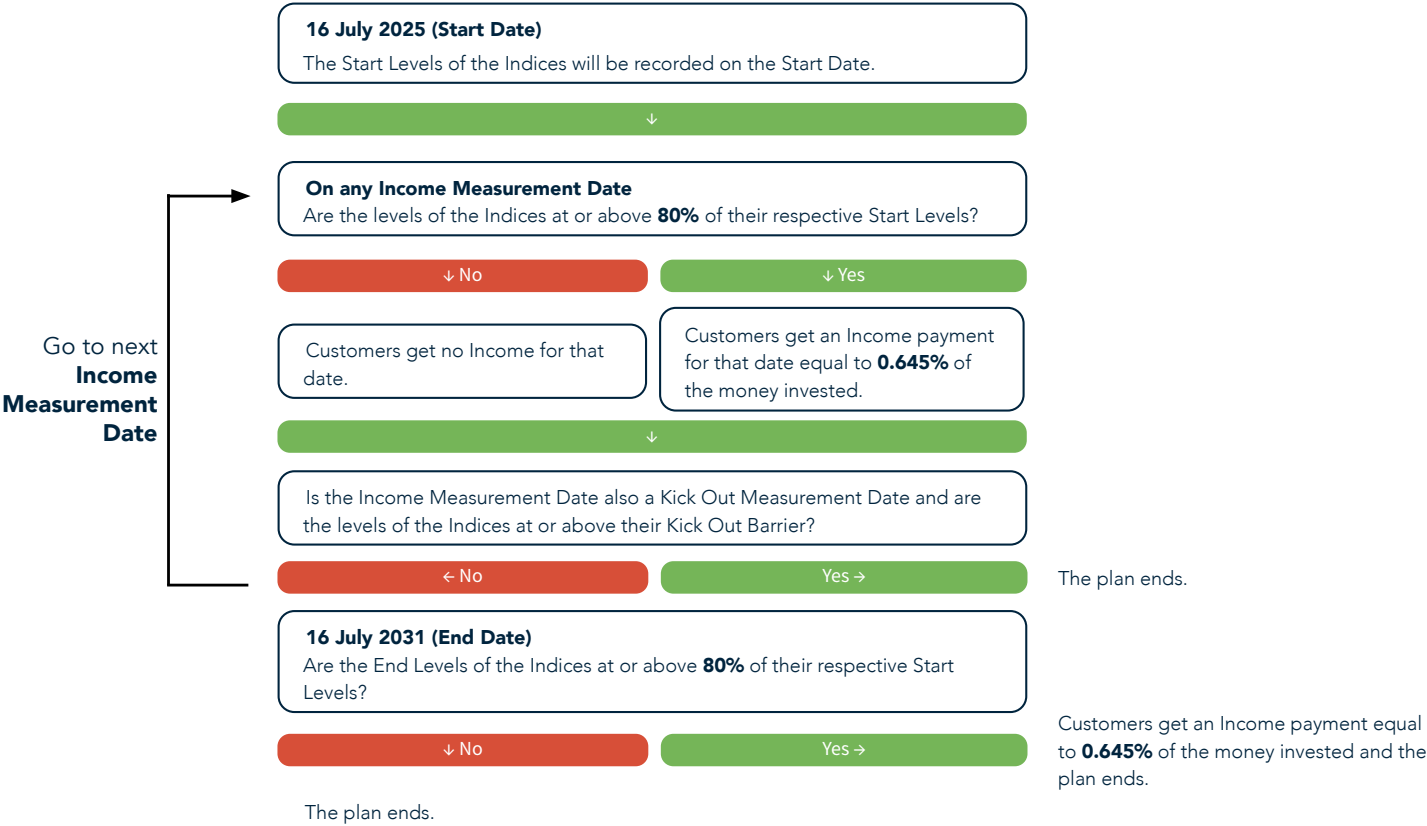 16 July 2025 (Start Date)
The Start Levels of the Indices will be recorded on the Start Date.
↓
On any Income Measurement Date
Are the levels of the Indices at or above 80% of their respective Start Levels?
↓ No
↓ Yes
Customers get no Income for that
date.
Customers get an Income payment
for that date equal to 0.645% of
the money invested.
Go to next
Income
Measurement
Date
↓
Is the Income Measurement Date also a Kick Out Measurement Date and are
the levels of the Indices at or above their Kick Out Barrier?
← No
Yes →
The plan ends.
16 July 2031 (End Date)
Are the End Levels of the Indices at or above 80% of their respective Start
Levels?
↓ No
Yes →
Customers get an Income payment equal
to 0.645% of the money invested and the
plan ends.
The plan ends.